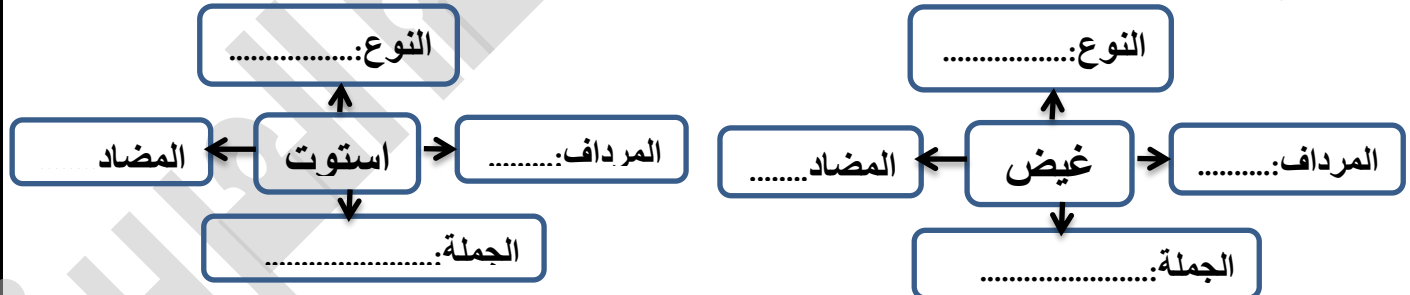 النوع:.................
المرداف:..........
غيض
المضاد........
الجملة:.......................
النوع:.................
المرداف:.........
استوت
المضاد
الجملة:.......................